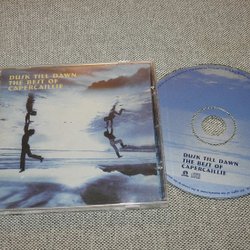 DUSK TILL DAWN
THE BEST OF
CAPERCAILLIE
DUSK TILL DAWN
THE BEST OF
CAPERCAILLIE